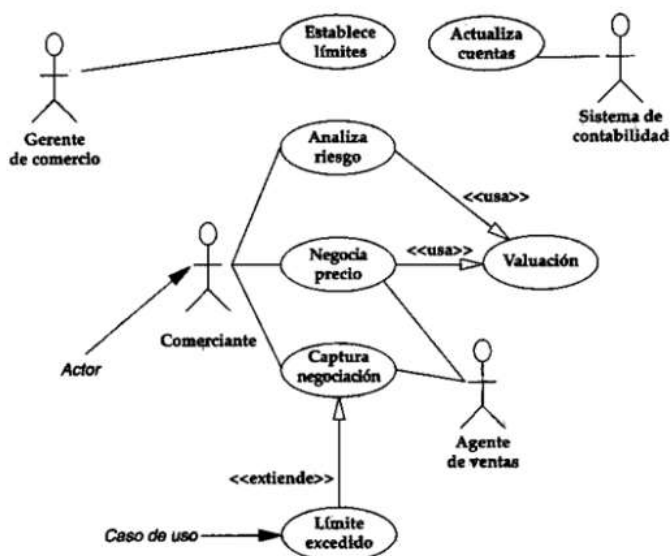 Establece
límites
Actualiza
cuentas
Gerente
de comercio
Sistema de
contabilidad
Analiza
riesgo
<<usa>>
Negocia
precio
<<usa>>
Valuación
Comerciante
Actor
Captura
negociación
Agente
de ventas
<<extiende>>
Caso de uso
Límite
excedido